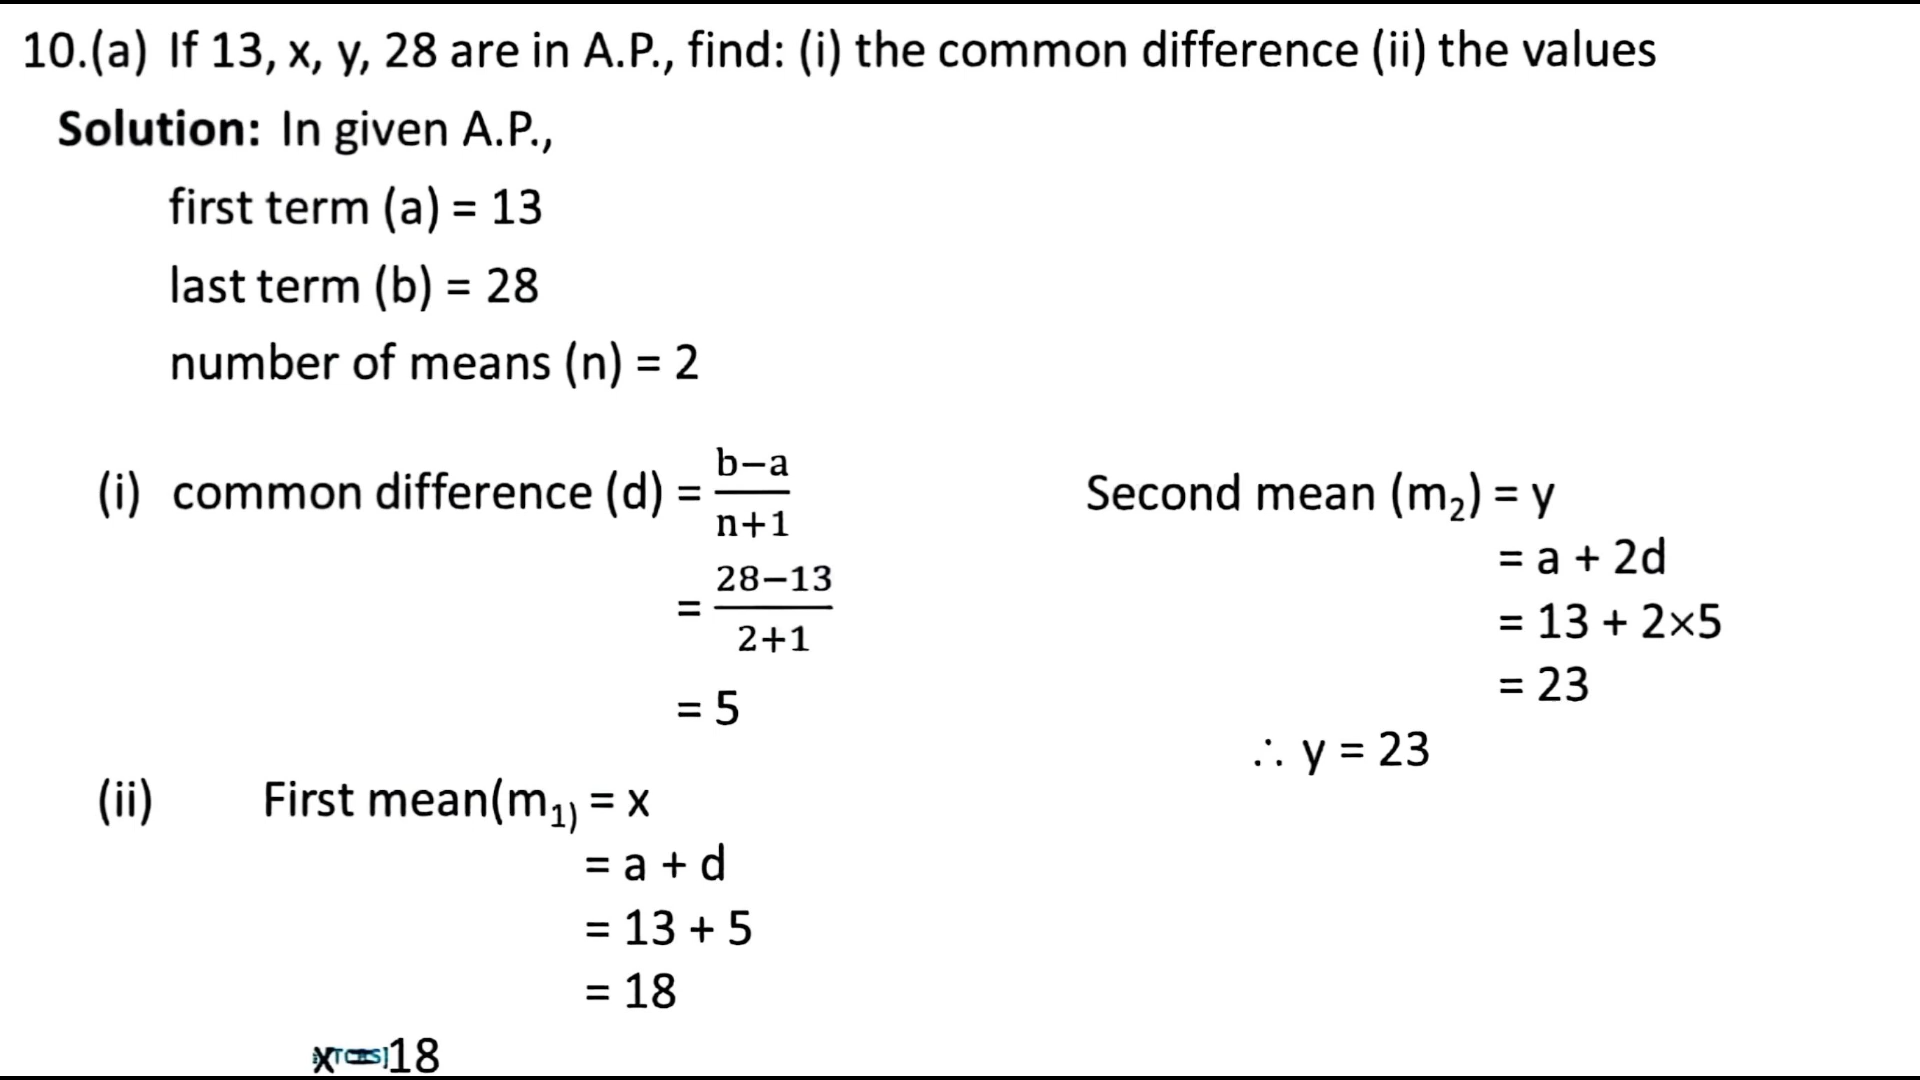 10.(a) If 13, x, y, 28 are in A.P., find: (i) the common difference (ii) the values
Solution: In given A.P.,
first term (a) = 13
last term (b) = 28
number of means (n) = 2
(i) common difference (d) = b−a/n+1
= 28−13/2+1
= 5
(ii) First mean(m₁₎ = x
= a + d
= 13 + 5
= 18
x = 18
Second mean (m₂) = y
= a + 2d
= 13 + 2×5
= 23
∴ y = 23